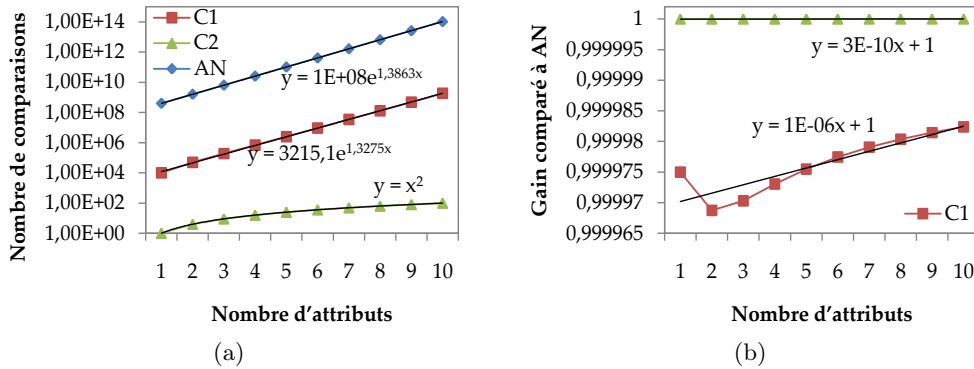 Nombre de comparaisons
1,00E+14
1,00E+12
1,00E+10
1,00E+08
1,00E+06
1,00E+04
1,00E+02
1,00E+00
C1
C2
AN
y = 1E+08e^1,3863x
y = 3215,1e^1,3275x
y = x²
1 2 3 4 5 6 7 8 9 10
Nombre d'attributs
(a)
Gain comparé à AN
1
0,999995
0,99999
0,999985
0,99998
0,999975
0,99997
0,999965
y = 3E-10x + 1
y = 1E-06x + 1
C1
1 2 3 4 5 6 7 8 9 10
Nombre d'attributs
(b)